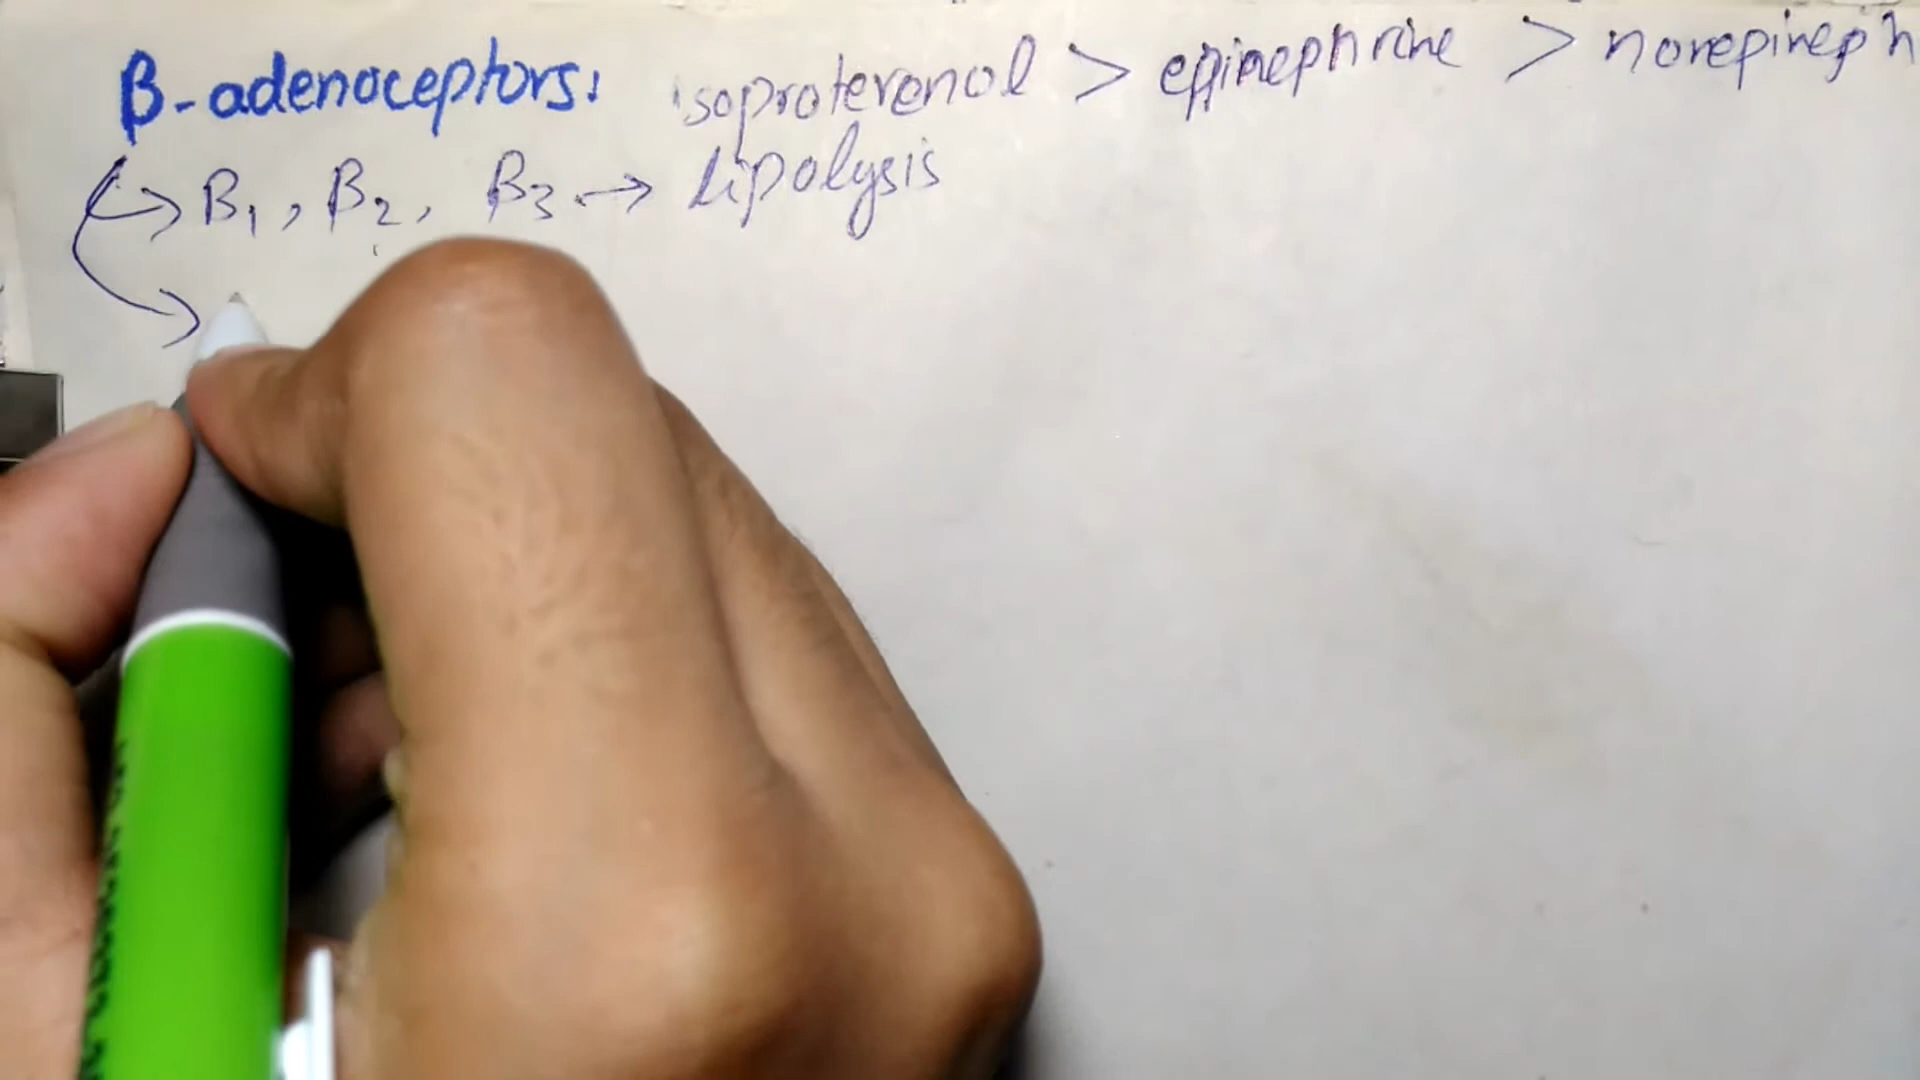 β-adenoceptors: isoproterenol > epinephrine > norepineph
β1, β2, β3 → Lipolysis